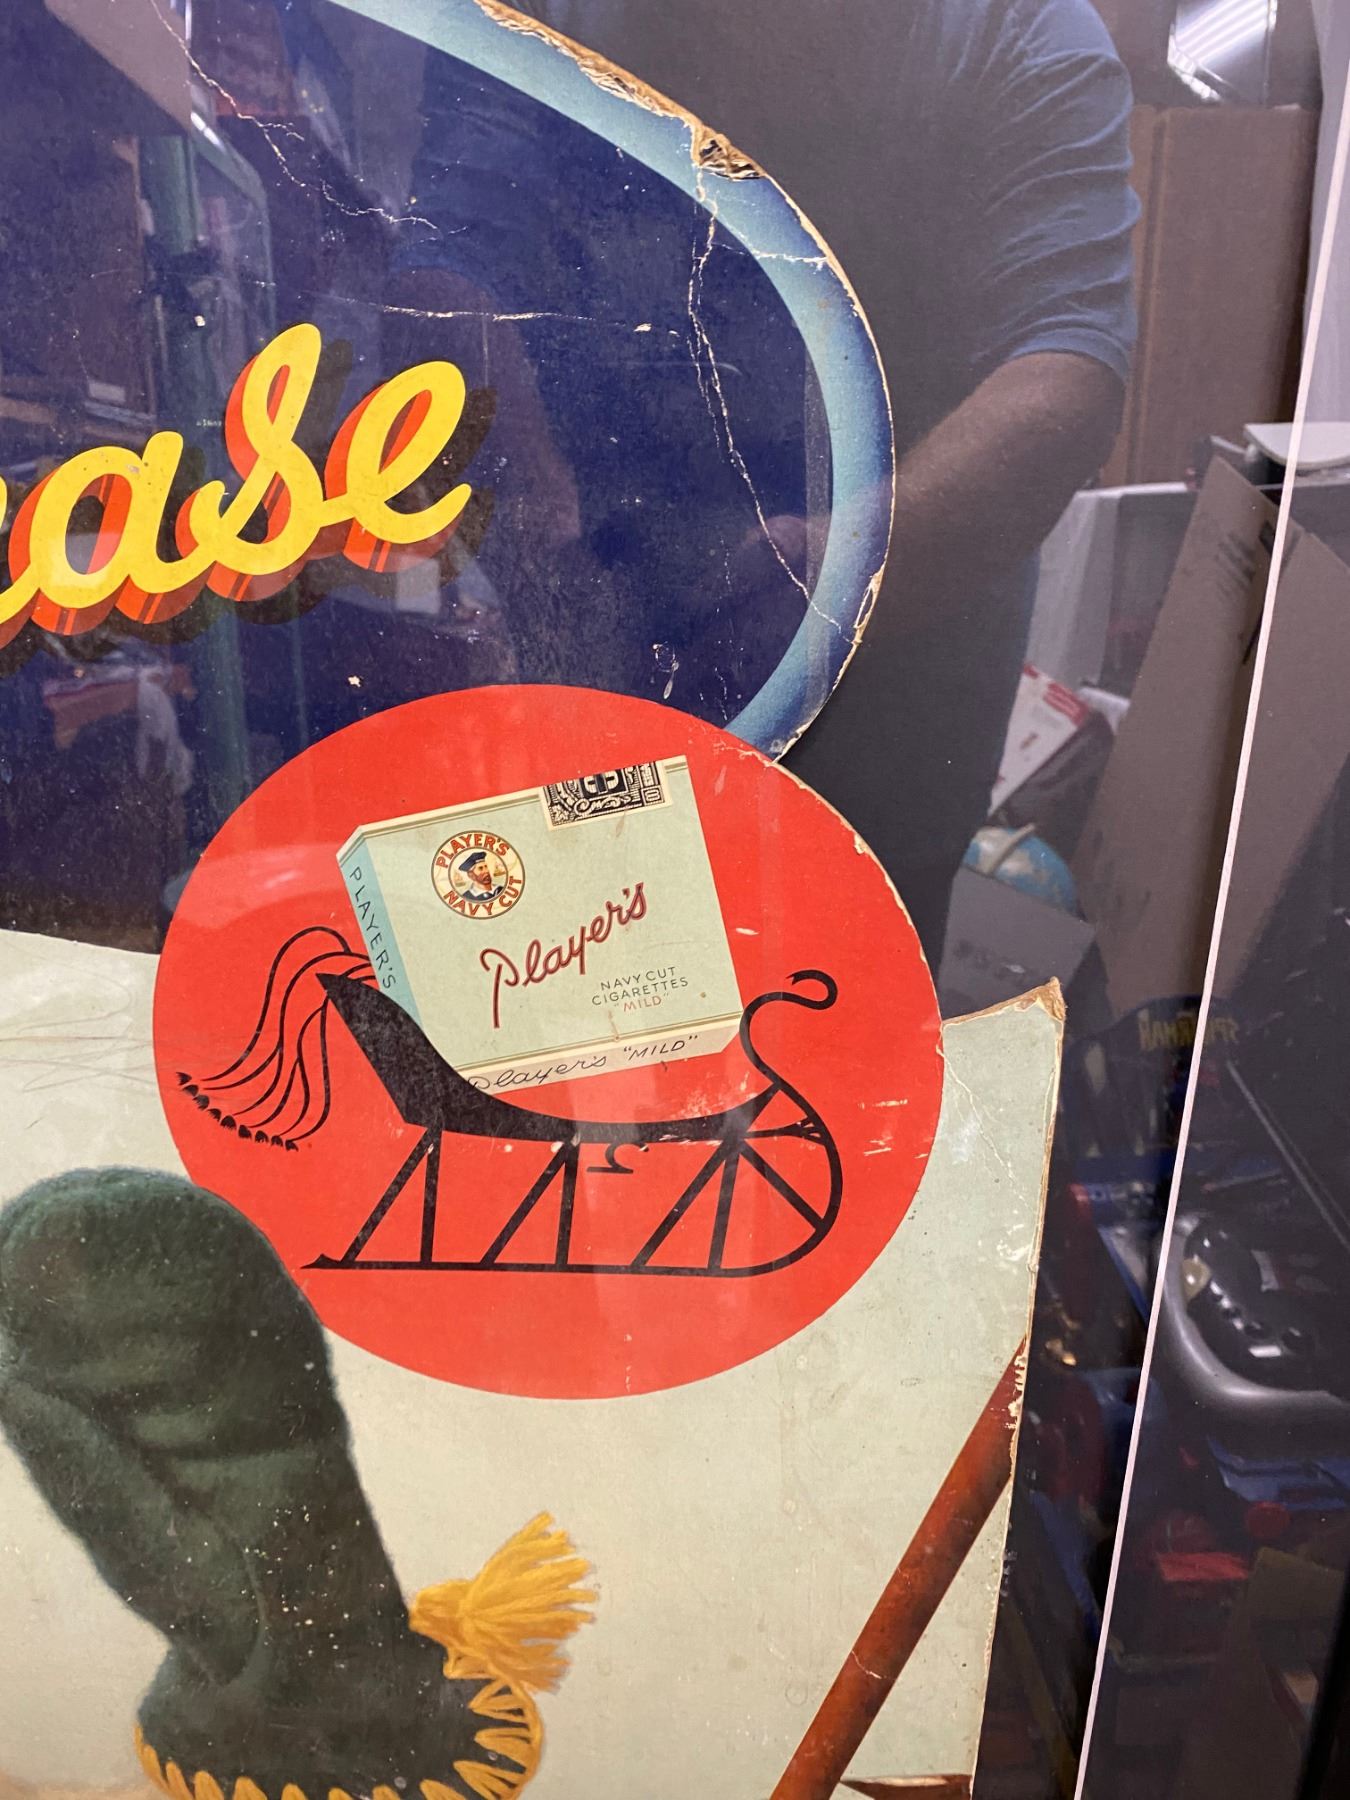 ease
PLAYER'S
NAVY CUT
PLAYER'S
Player's
NAVY CUT
CIGARETTES
"MILD"
Player's "MILD"